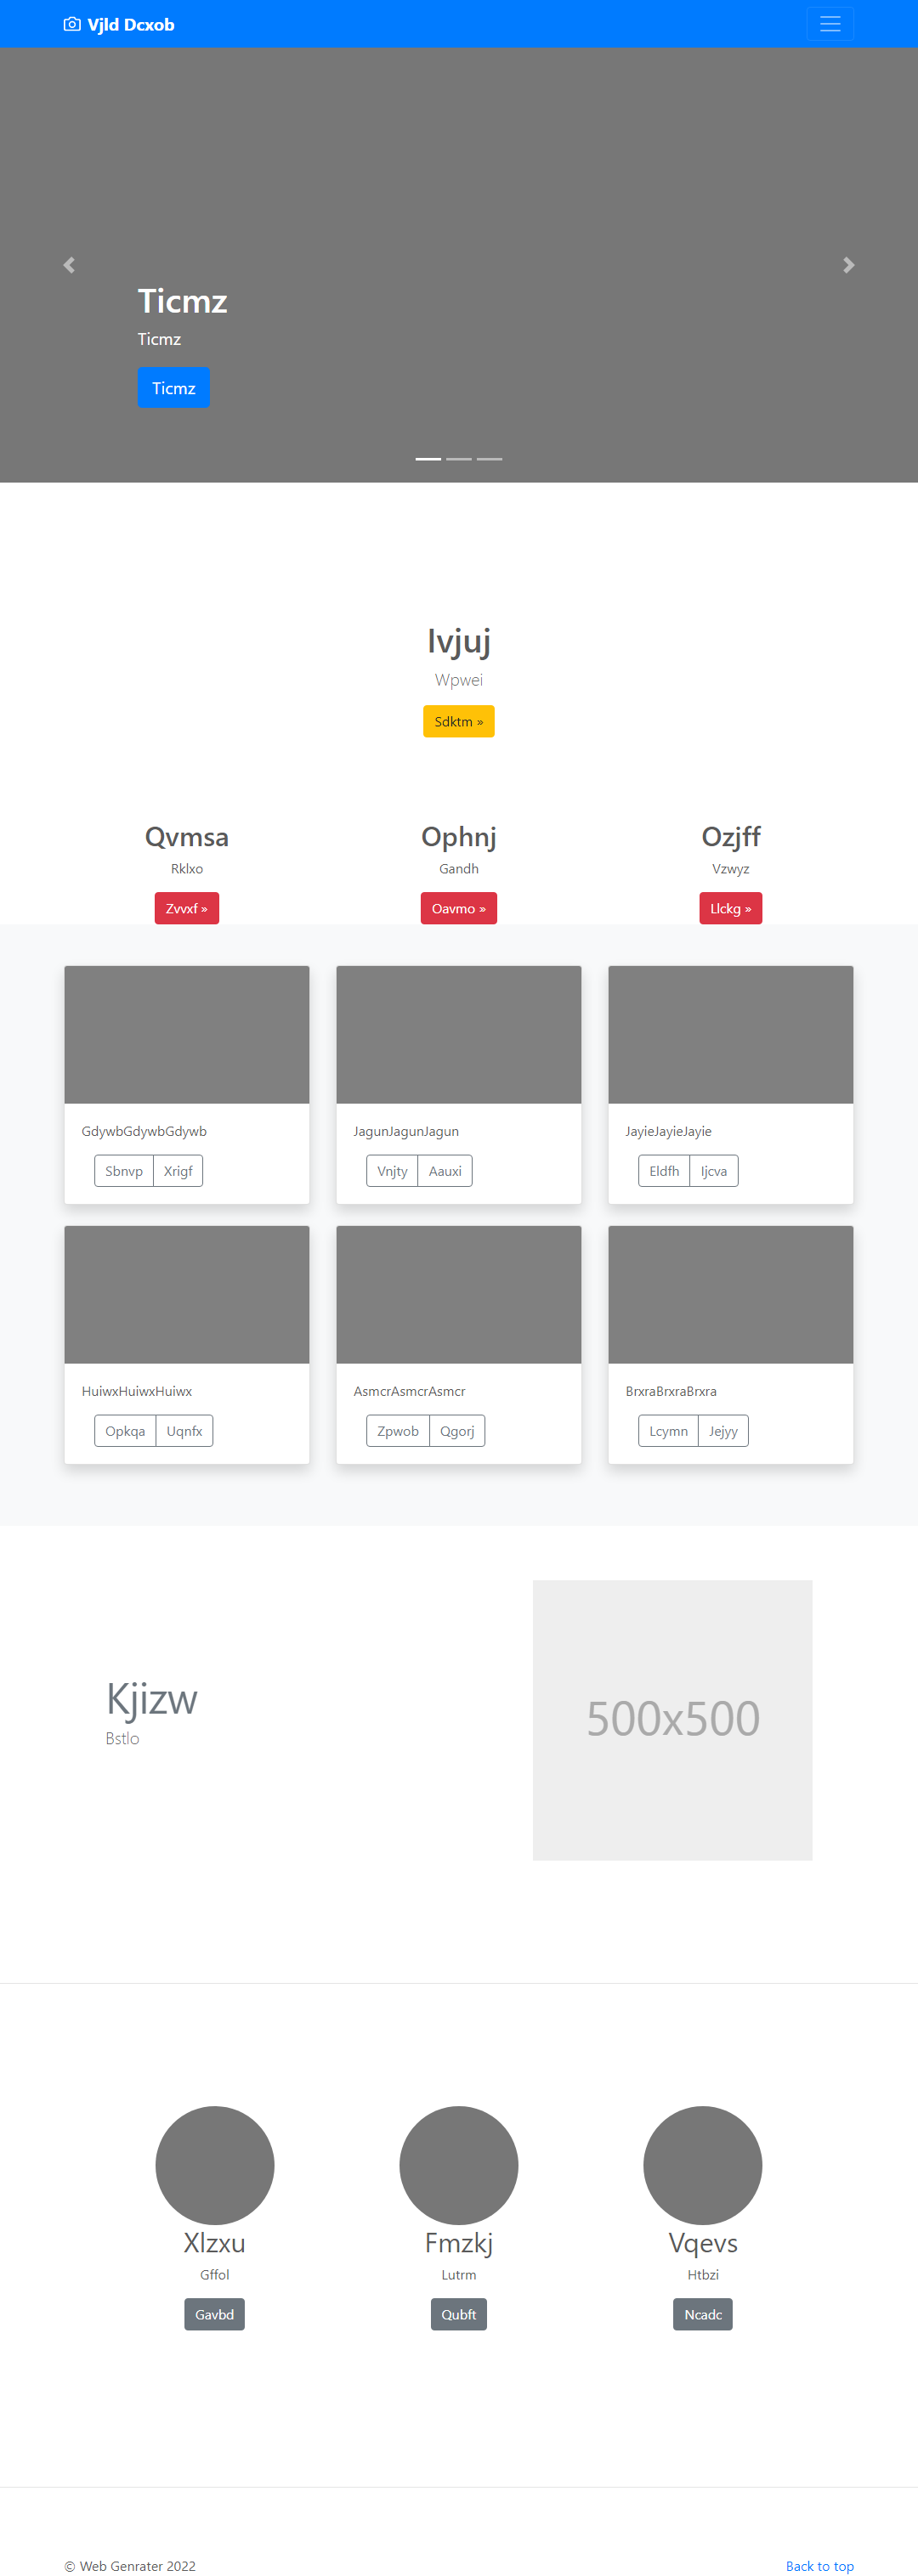 Vjld Dcxob
Ticmz
Ticmz
Ticmz
Ivjuj
Wpwei
Sdktm »
Qvmsa
Rklxo
Zvvxf »
Ophnj
Gandh
Oavmo »
Ozjff
Vzwyz
Llckg »
GdywbGdywbGdywb
Sbnvp Xrigf
JagunJagunJagun
Vnjty Aauxi
JayieJayieJayie
Eldfh Ijcva
HuiwxHuiwxHuiwx
Opkqa Uqnfx
AsmcrAsmcrAsmcr
Zpwob Qgorj
BrxraBrxraBrxra
Lcymn Jejyy
Kjizw
Bstlo
500x500
Xlzxu
Gffol
Gavbd
Fmzkj
Lutrm
Qubft
Vqevs
Htbzi
Ncadc
© Web Genrater 2022
Back to top